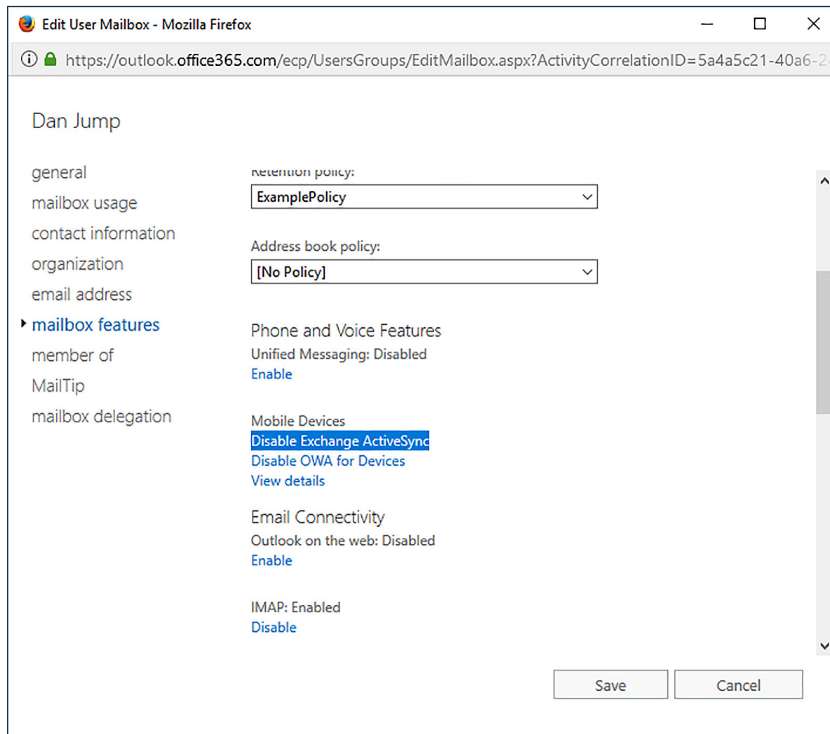 Edit User Mailbox - Mozilla Firefox
https://outlook.office365.com/ecp/UsersGroups/EditMailbox.aspx?ActivityCorrelationID=5a4a5c21-40a6-2
Dan Jump
general
mailbox usage
contact information
organization
email address
mailbox features
member of
MailTip
mailbox delegation
Retention policy:
ExamplePolicy
Address book policy:
[No Policy]
Phone and Voice Features
Unified Messaging: Disabled
Enable
Mobile Devices
Disable Exchange ActiveSync
Disable OWA for Devices
View details
Email Connectivity
Outlook on the web: Disabled
Enable
IMAP: Enabled
Disable
Save
Cancel